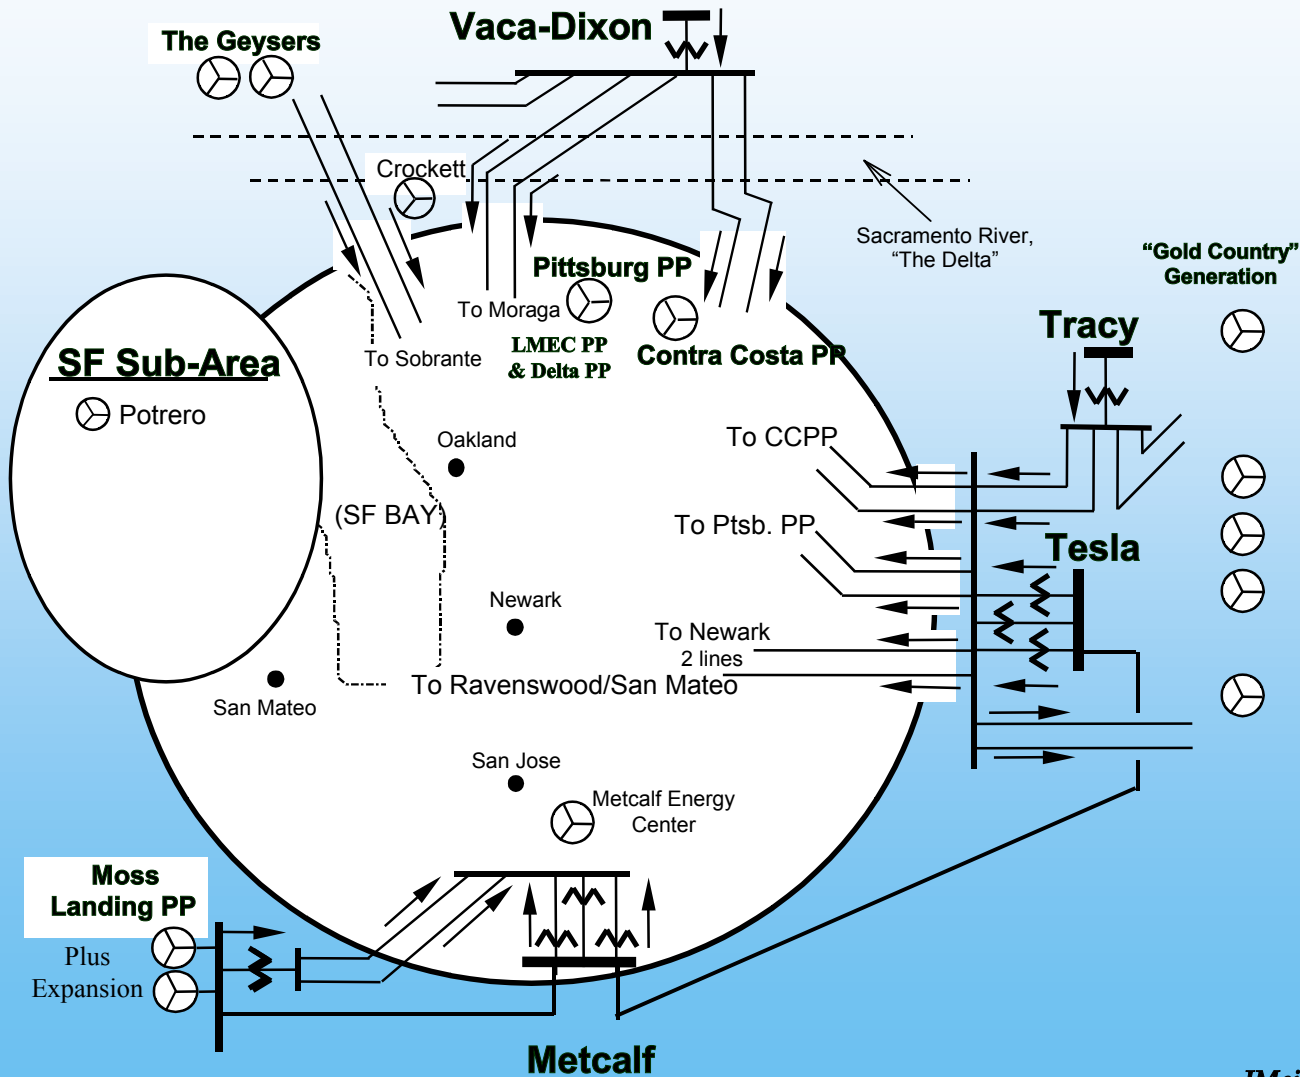 Vaca-Dixon
The Geysers
Crockett
Sacramento River,
“The Delta”
“Gold Country”
Generation
Pittsburg PP
To Moraga
LMEC PP
& Delta PP
Contra Costa PP
Tracy
To Sobrante
SF Sub-Area
Potrero
Oakland
To CCPP
(SF BAY)
To Ptsb. PP
Tesla
Newark
To Newark
2 lines
To Ravenswood/San Mateo
San Mateo
San Jose
Metcalf Energy
Center
Moss
Landing PP
Plus
Expansion
Metcalf